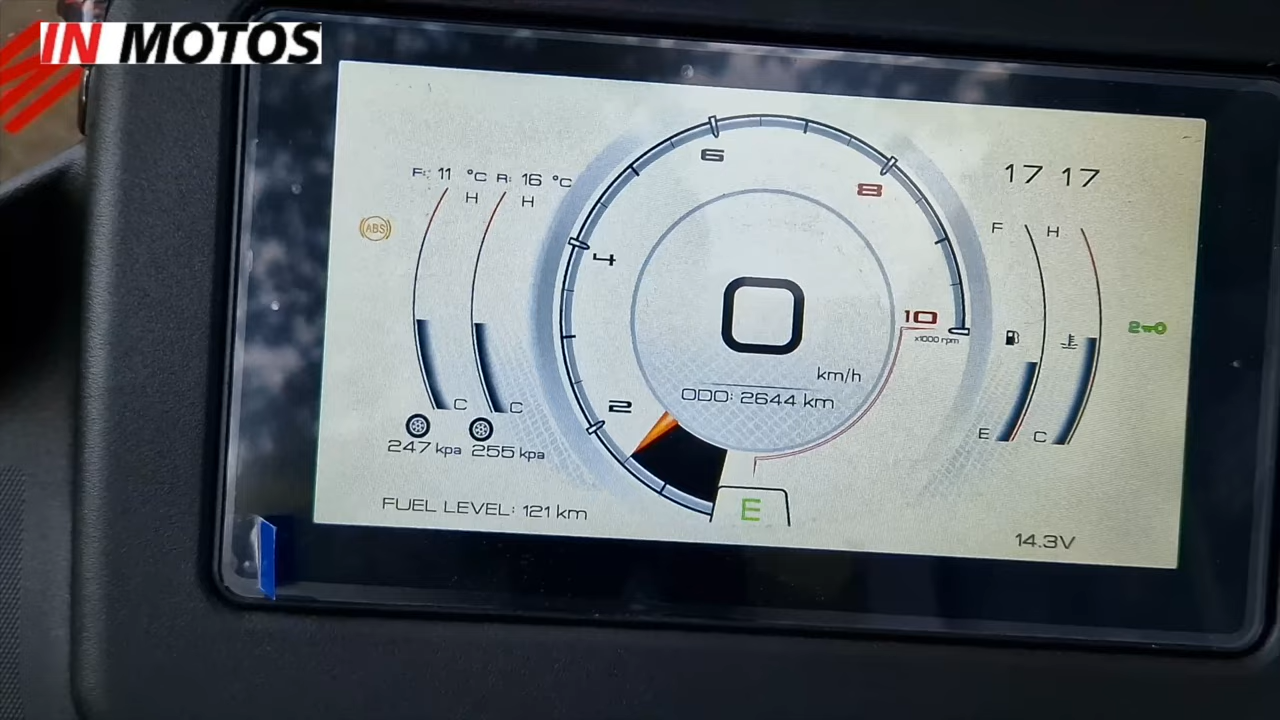 IN MOTOS
F: 11 °C R: 16 °C
H H
ABS
C C
247 kpa 255 kpa
FUEL LEVEL: 121 km
2
4
6
8
10
x1000 rpm
0
km/h
ODO: 2644 km
E
17 17
F H
E C
14.3V